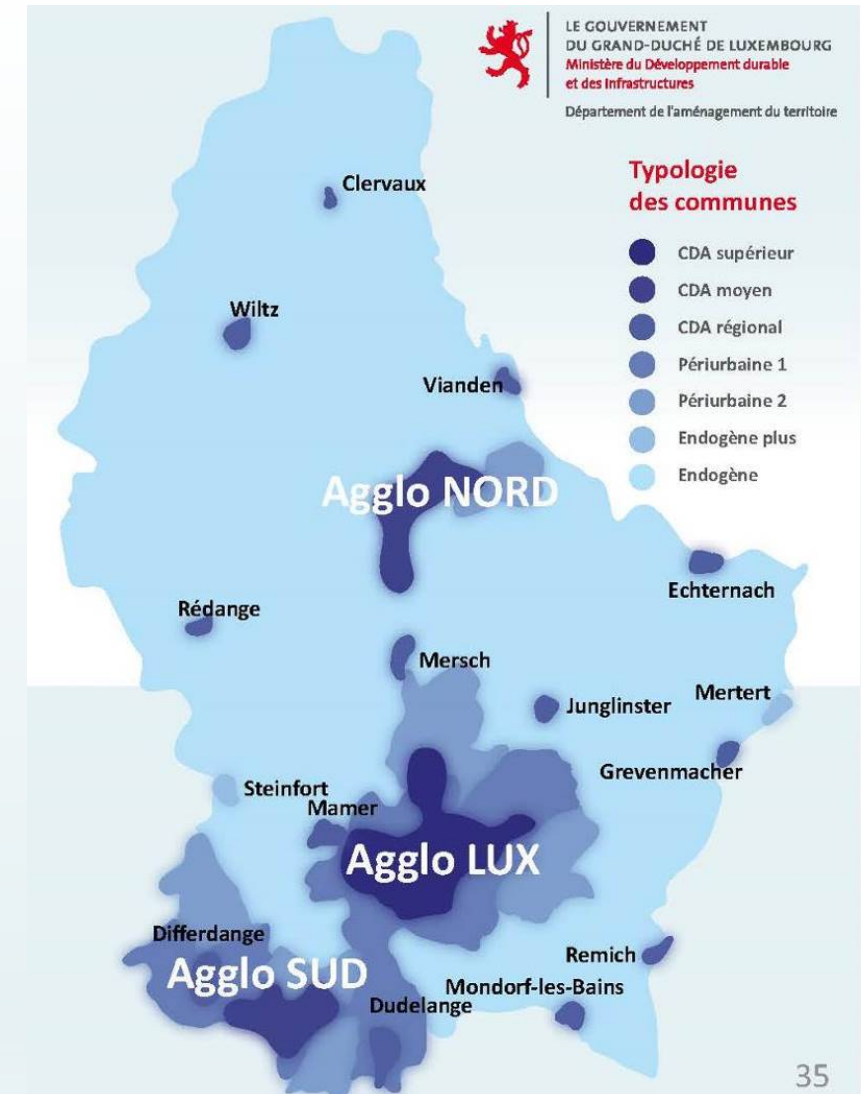 LE GOUVERNEMENT
DU GRAND-DUCHÉ DE LUXEMBOURG
Ministère du Développement durable
et des Infrastructures
Département de l'aménagement du territoire
Typologie
des communes
CDA supérieur
CDA moyen
CDA régional
Périurbaine 1
Périurbaine 2
Endogène plus
Endogène
Clervaux
Wiltz
Vianden
Agglo NORD
Echternach
Rédange
Mersch
Junglinster
Mertert
Grevenmacher
Steinfort
Mamer
Agglo LUX
Differdange
Agglo SUD
Remich
Mondorf-les-Bains
Dudelange
35